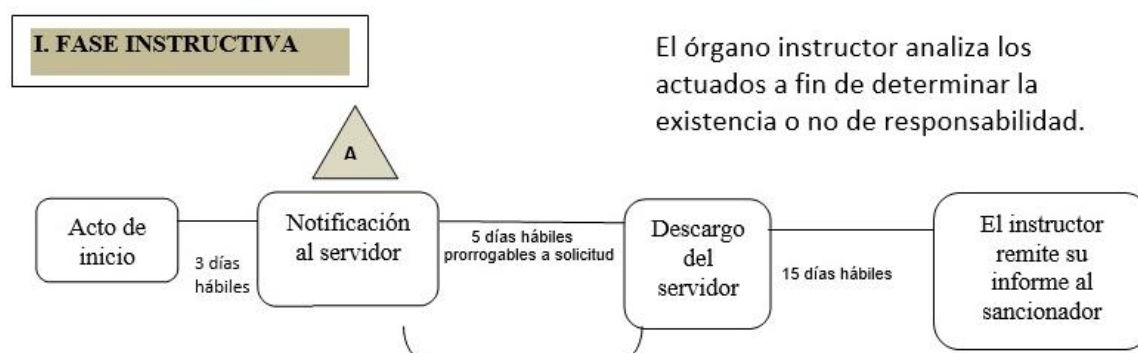 I. FASE INSTRUCTIVA
El órgano instructor analiza los
actuados a fin de determinar la
existencia o no de responsabilidad.
A
Acto de
inicio
3 días
hábiles
Notificación
al servidor
5 días hábiles
prorrogables a solicitud
Descargo
del
servidor
15 días hábiles
El instructor
remite su
informe al
sancionador